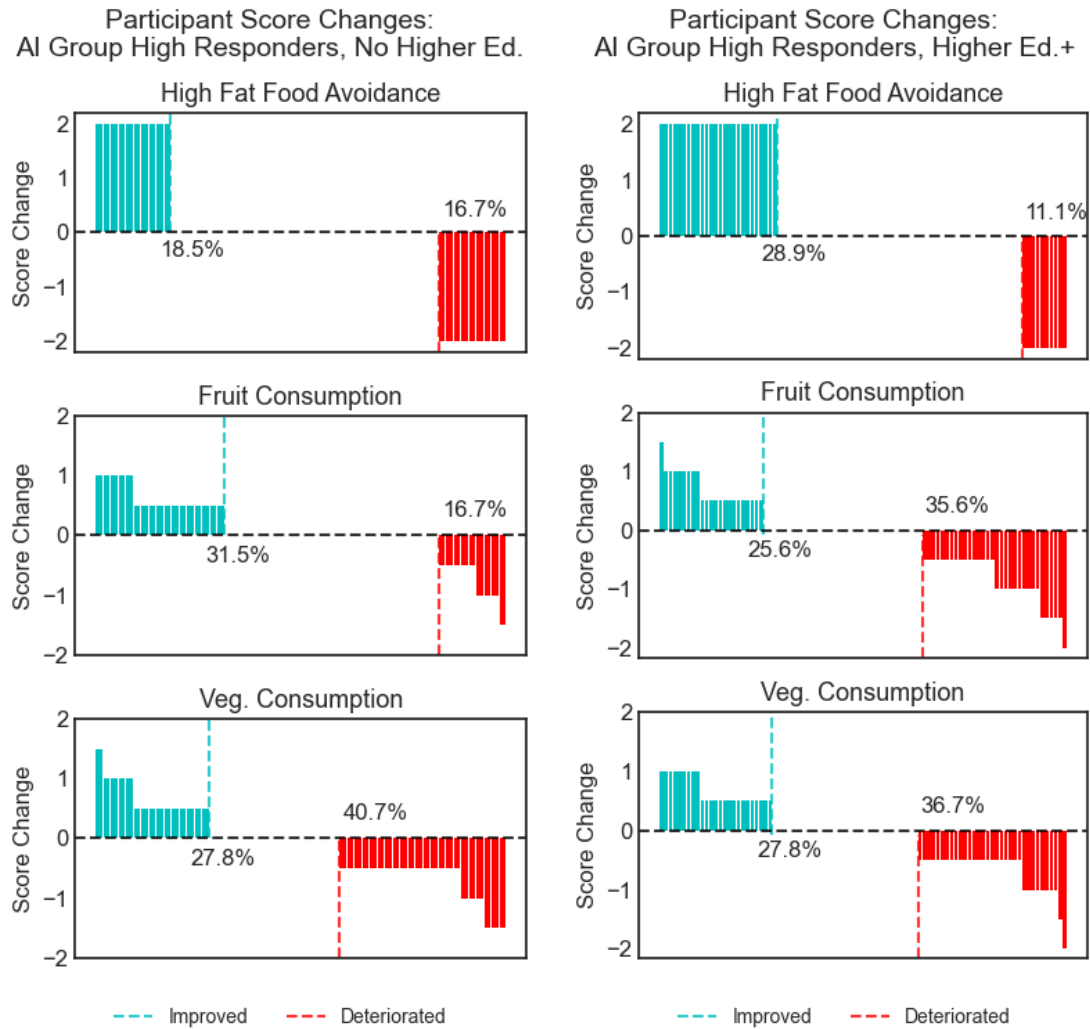 Participant Score Changes:
AI Group High Responders, No Higher Ed.
High Fat Food Avoidance
Score Change
2
1
0
−1
−2
18.5%
16.7%
Fruit Consumption
Score Change
2
1
0
−1
−2
31.5%
16.7%
Veg. Consumption
Score Change
2
1
0
−1
−2
27.8%
40.7%
Improved
Deteriorated
Participant Score Changes:
AI Group High Responders, Higher Ed.+
High Fat Food Avoidance
Score Change
2
1
0
−1
−2
28.9%
11.1%
Fruit Consumption
Score Change
2
1
0
−1
−2
25.6%
35.6%
Veg. Consumption
Score Change
2
1
0
−1
−2
27.8%
36.7%
Improved
Deteriorated